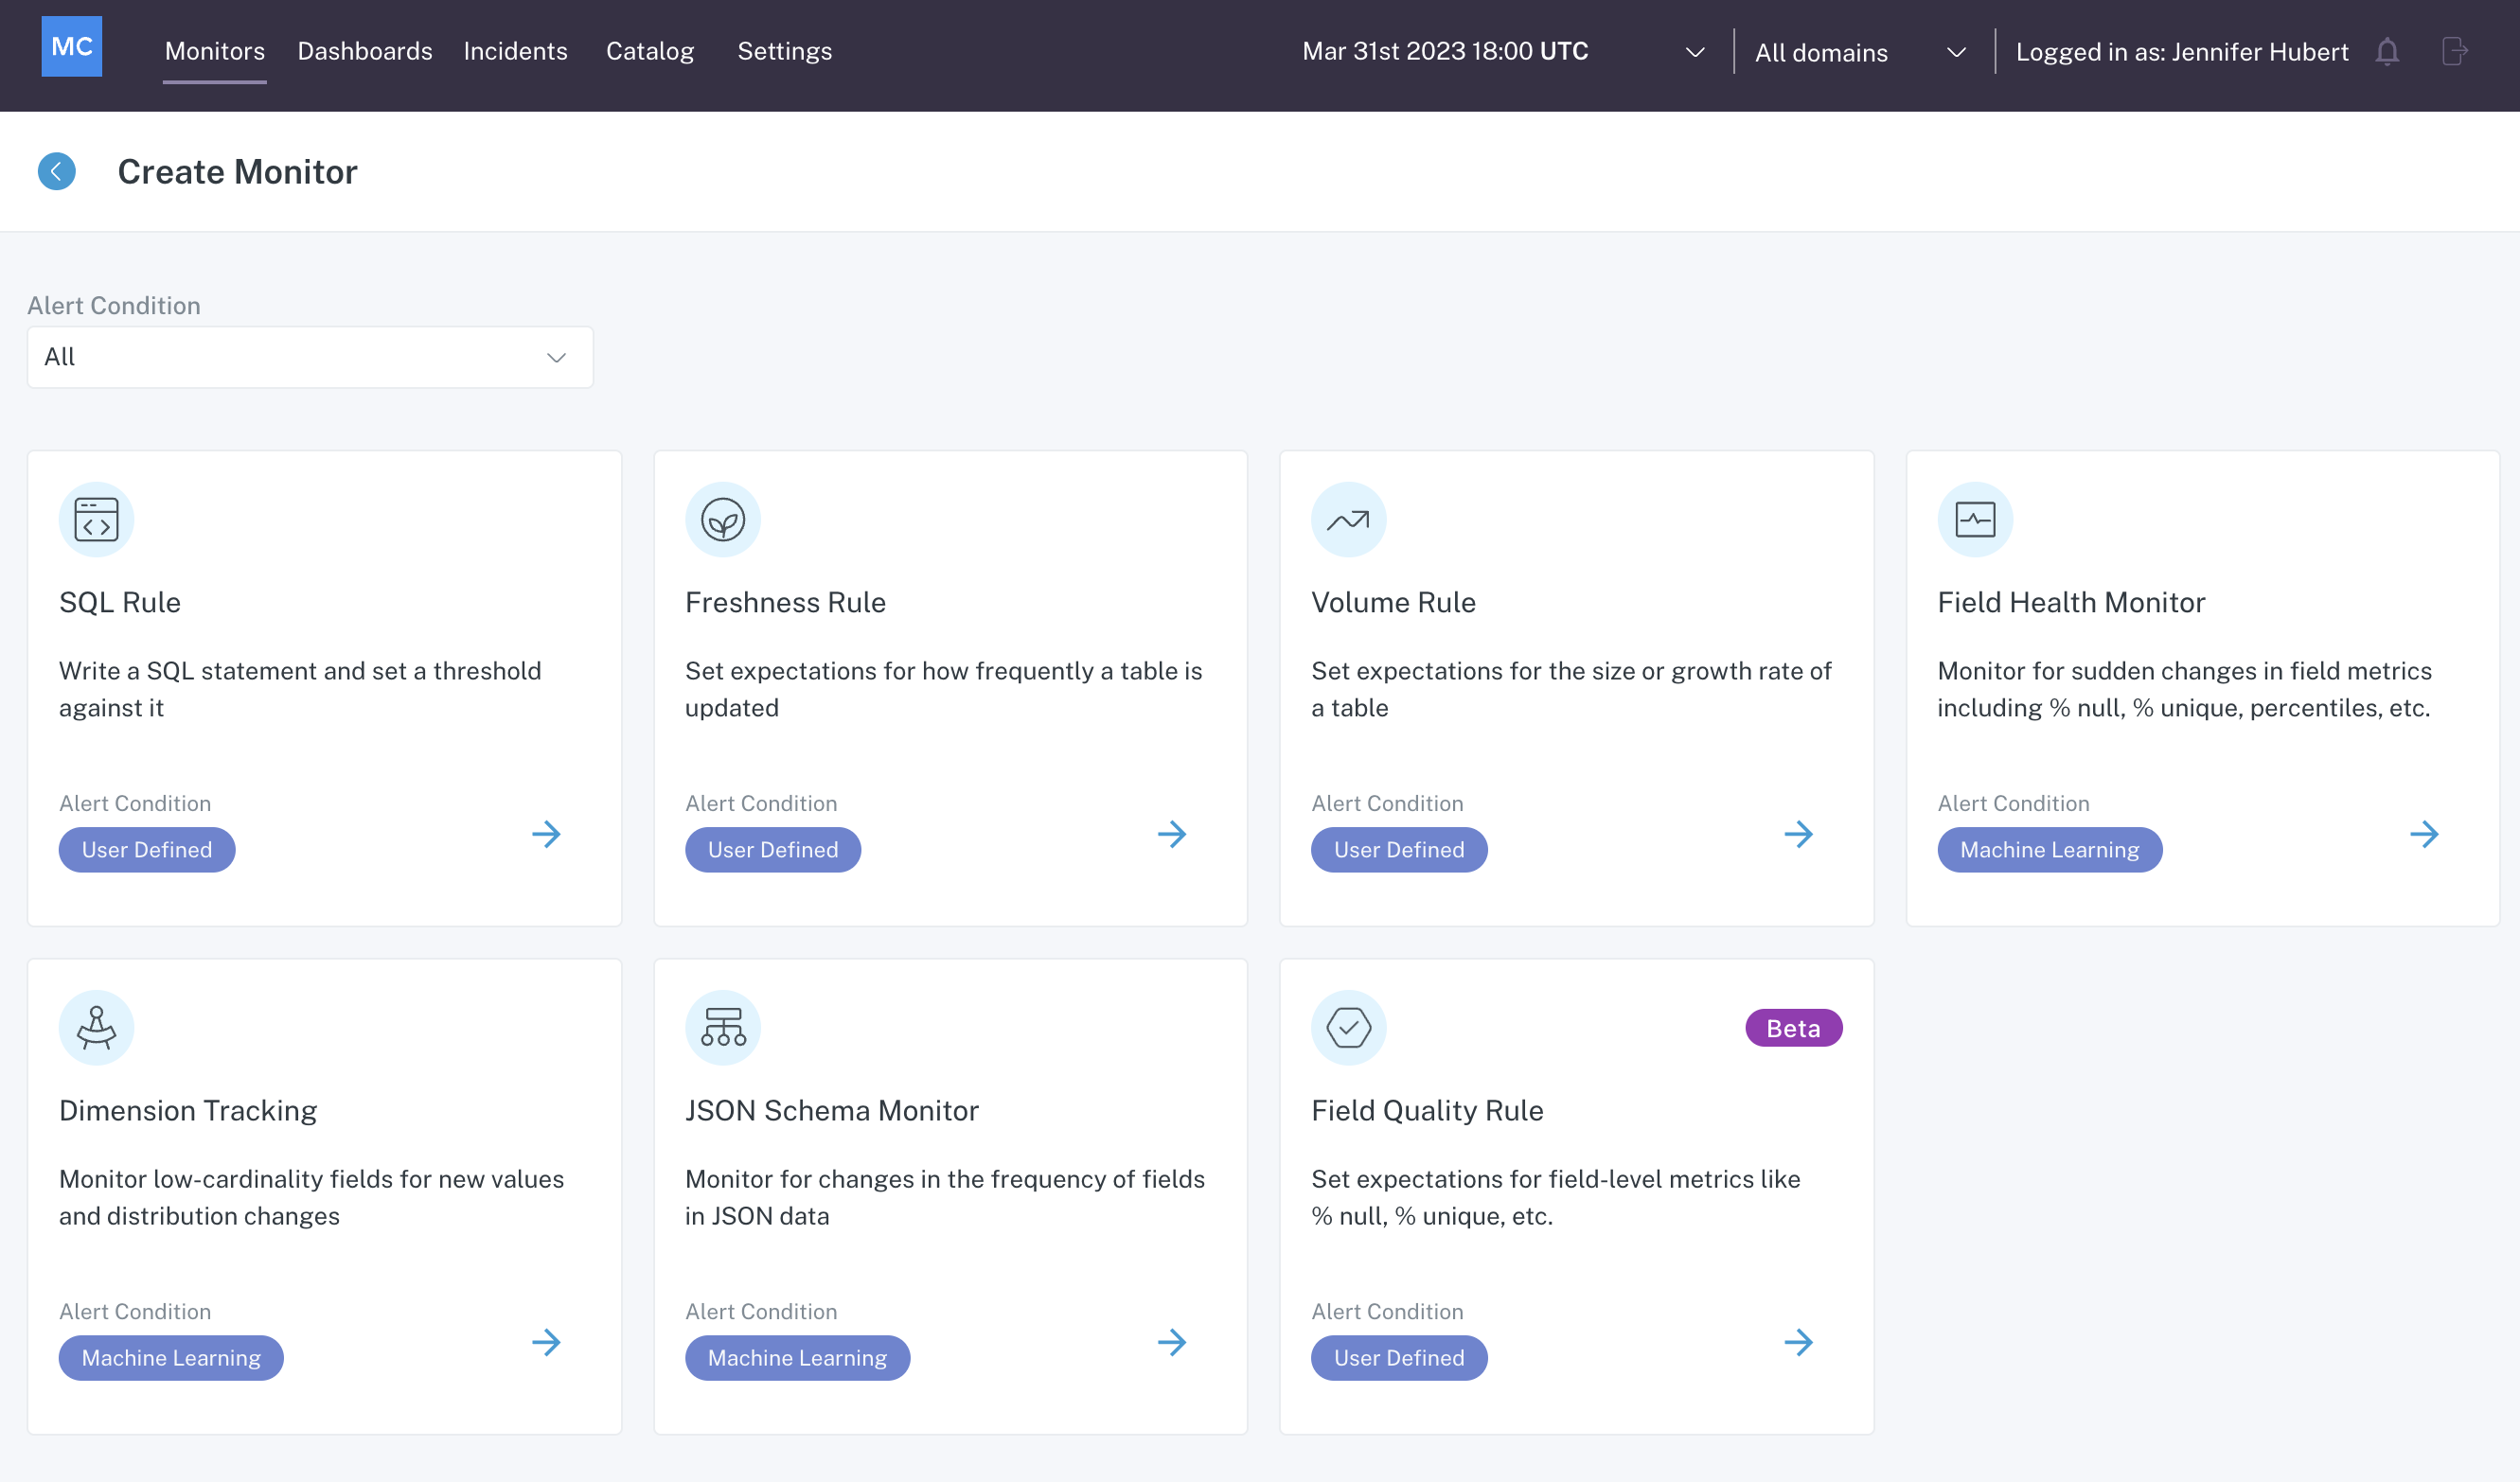 MC
Monitors Dashboards Incidents Catalog Settings Mar 31st 2023 18:00 UTC All domains Logged in as: Jennifer Hubert
Create Monitor
Alert Condition
All
SQL Rule
Write a SQL statement and set a threshold
against it
Alert Condition
User Defined
Freshness Rule
Set expectations for how frequently a table is
updated
Alert Condition
User Defined
Volume Rule
Set expectations for the size or growth rate of
a table
Alert Condition
User Defined
Field Health Monitor
Monitor for sudden changes in field metrics
including % null, % unique, percentiles, etc.
Alert Condition
Machine Learning
Dimension Tracking
Monitor low-cardinality fields for new values
and distribution changes
Alert Condition
Machine Learning
JSON Schema Monitor
Monitor for changes in the frequency of fields
in JSON data
Alert Condition
Machine Learning
Beta
Field Quality Rule
Set expectations for field-level metrics like
% null, % unique, etc.
Alert Condition
User Defined